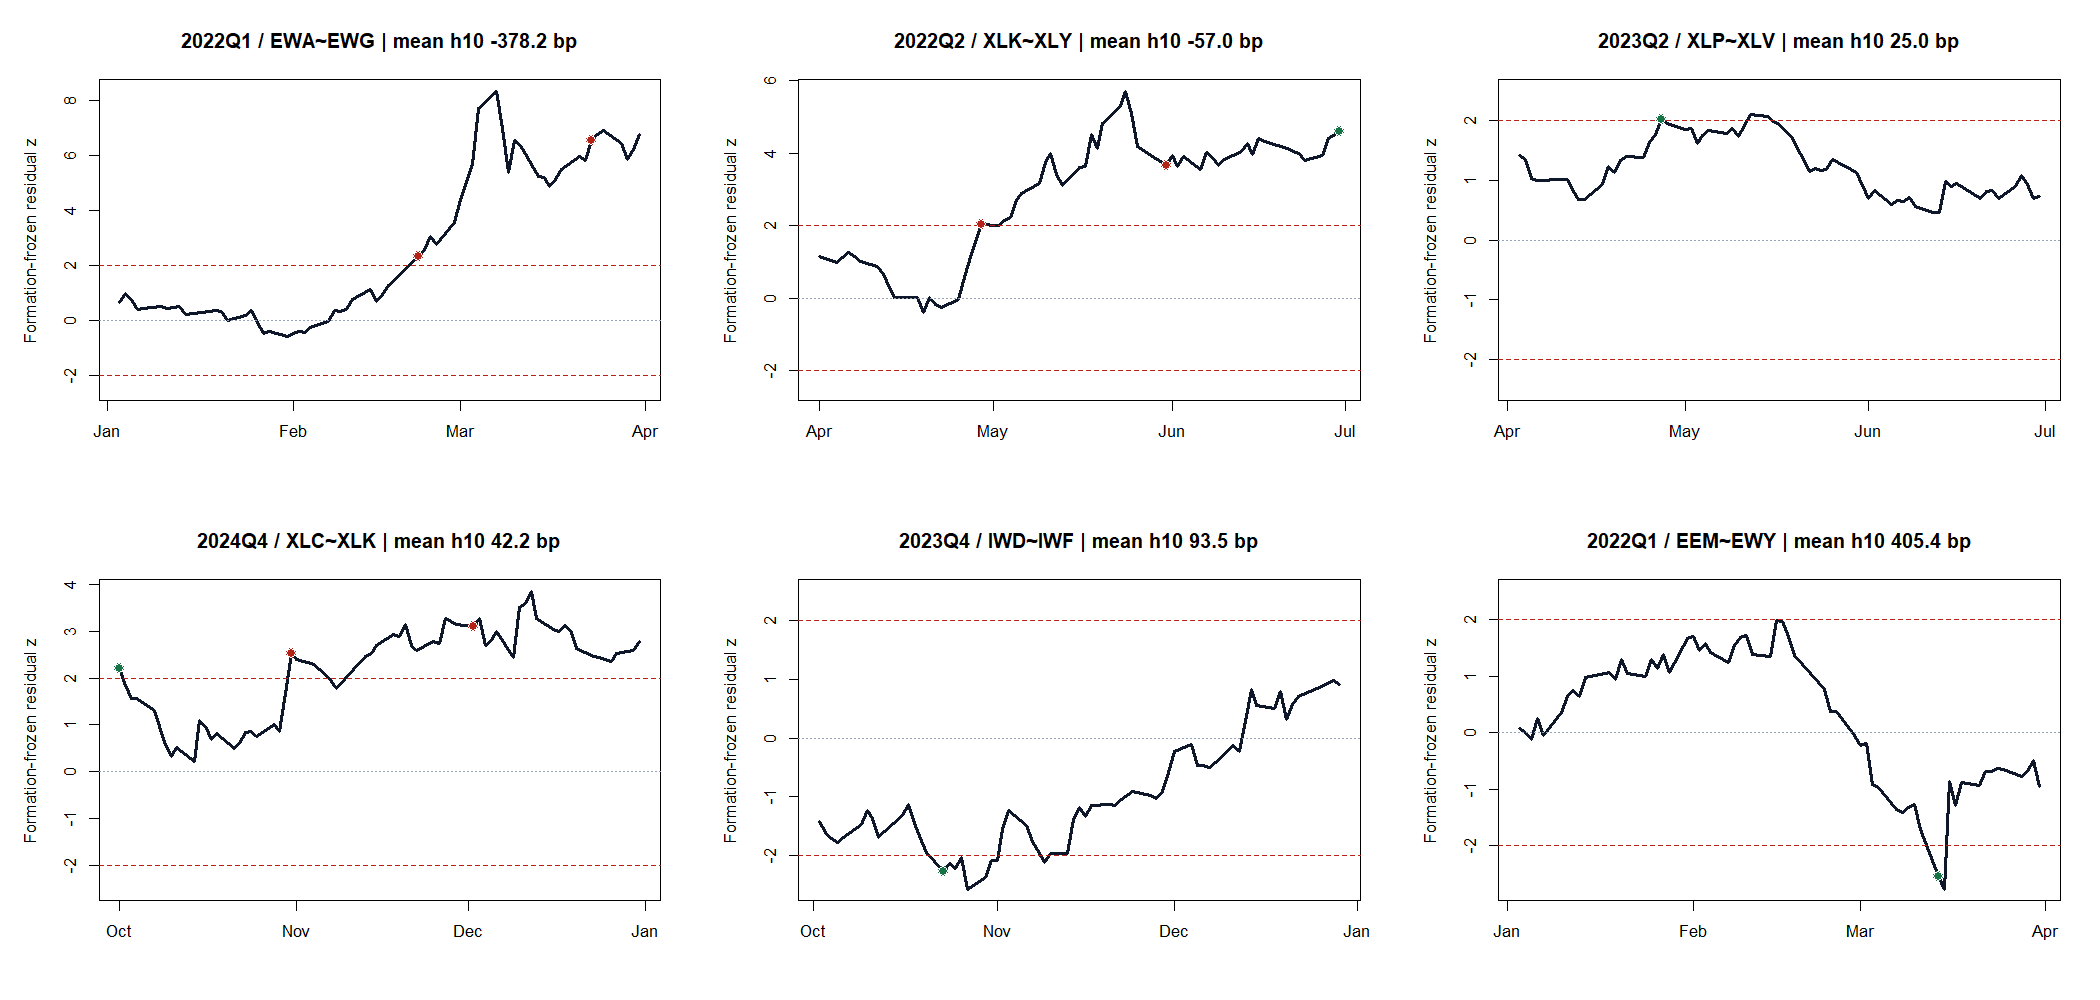 2022Q1 / EWA~EWG | mean h10 -378.2 bp
2022Q2 / XLK~XLY | mean h10 -57.0 bp
2023Q2 / XLP~XLV | mean h10 25.0 bp
Formation-frozen residual z
8
6
4
2
0
-2
Jan
Feb
Mar
Apr
Formation-frozen residual z
6
4
2
0
-2
Apr
May
Jun
Jul
Formation-frozen residual z
2
1
0
-1
-2
Apr
May
Jun
Jul
2024Q4 / XLC~XLK | mean h10 42.2 bp
2023Q4 / IWD~IWF | mean h10 93.5 bp
2022Q1 / EEM~EWY | mean h10 405.4 bp
Formation-frozen residual z
4
3
2
1
0
-1
-2
Oct
Nov
Dec
Jan
Formation-frozen residual z
2
1
0
-1
-2
Oct
Nov
Dec
Jan
Formation-frozen residual z
2
1
0
-1
-2
Jan
Feb
Mar
Apr